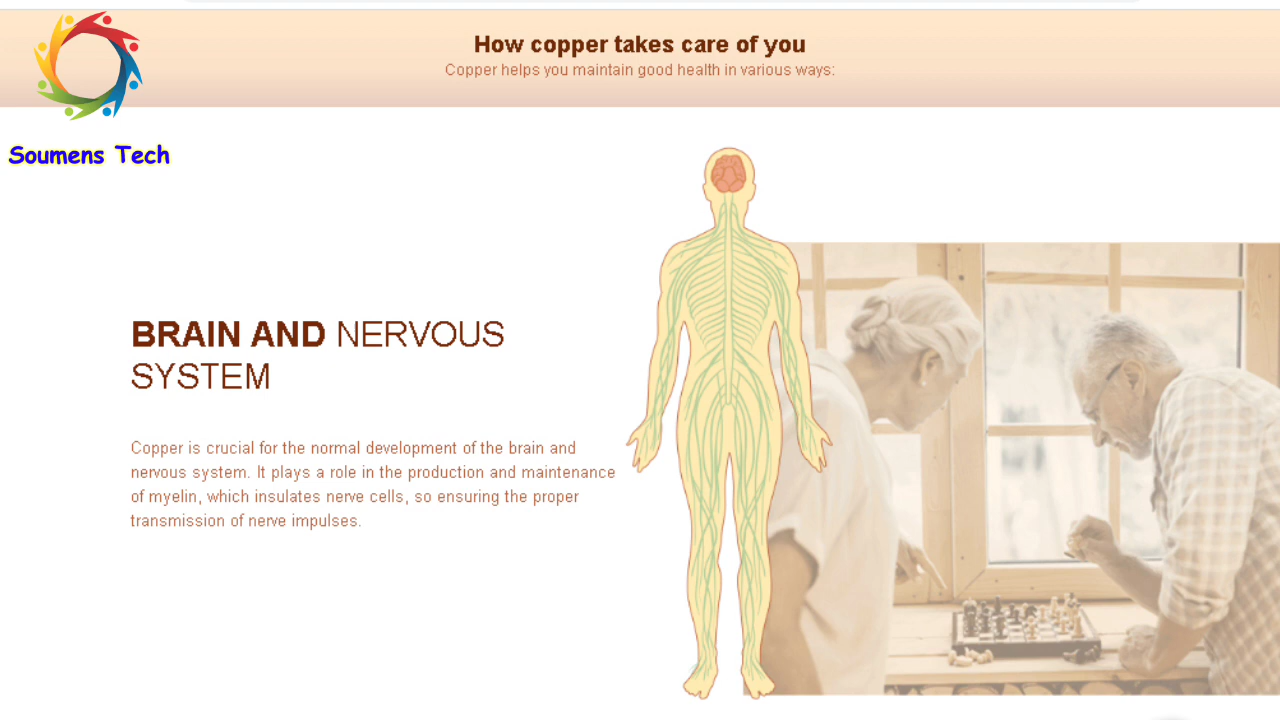 How copper takes care of you
Copper helps you maintain good health in various ways:
Soumens Tech
BRAIN AND NERVOUS
SYSTEM
Copper is crucial for the normal development of the brain and
nervous system. It plays a role in the production and maintenance
of myelin, which insulates nerve cells, so ensuring the proper
transmission of nerve impulses.